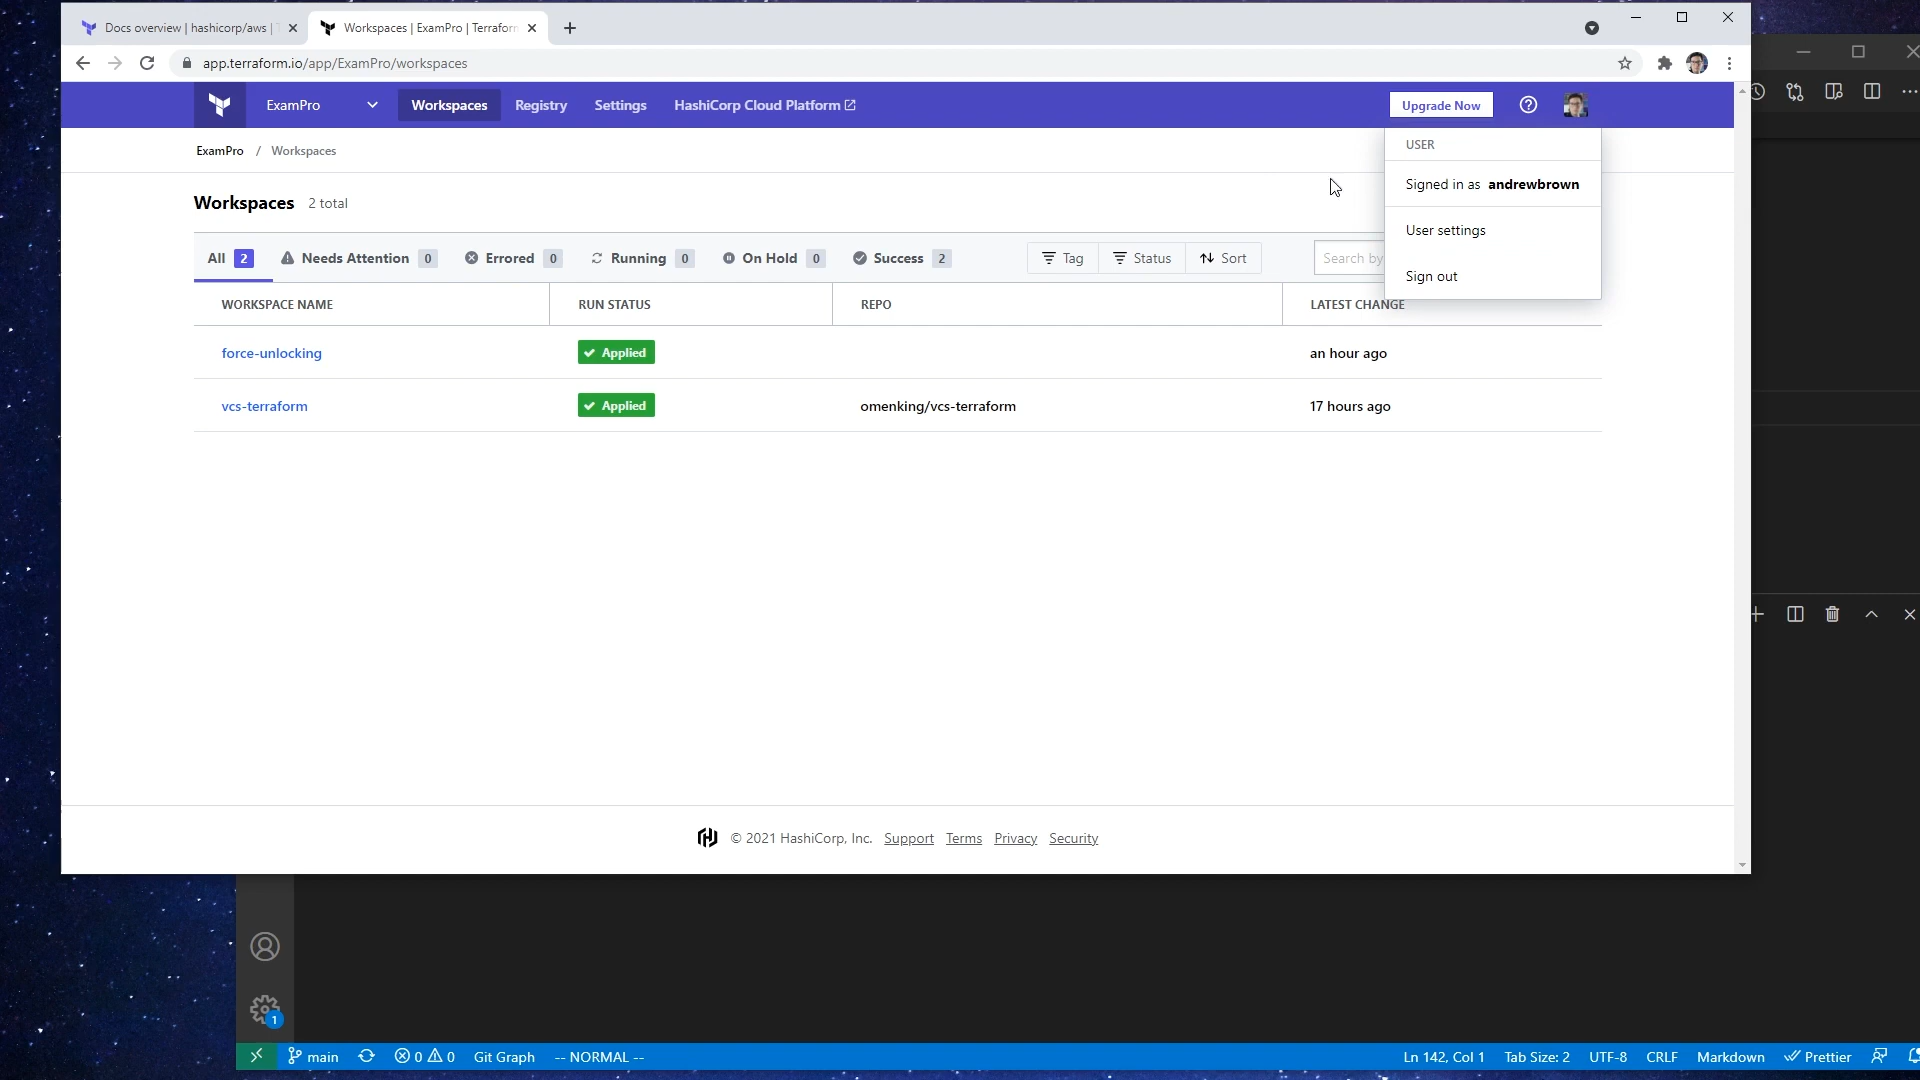 Docs overview | hashicorp/aws |
Workspaces | ExamPro | Terraform
app.terraform.io/app/ExamPro/workspaces
ExamPro
Workspaces
Registry
Settings
HashiCorp Cloud Platform
Upgrade Now
USER
ExamPro / Workspaces
Signed in as andrewbrown
Workspaces 2 total
User settings
All 2
Needs Attention 0
Errored 0
Running 0
On Hold 0
Success 2
Tag
Status
Sort
Search by
Sign out
WORKSPACE NAME RUN STATUS REPO LATEST CHANGE
force-unlocking Applied an hour ago
vcs-terraform Applied omenking/vcs-terraform 17 hours ago
© 2021 HashiCorp, Inc. Support Terms Privacy Security
1
main 0 0 Git Graph -- NORMAL -- Ln 142, Col 1 Tab Size: 2 UTF-8 CRLF Markdown Prettier